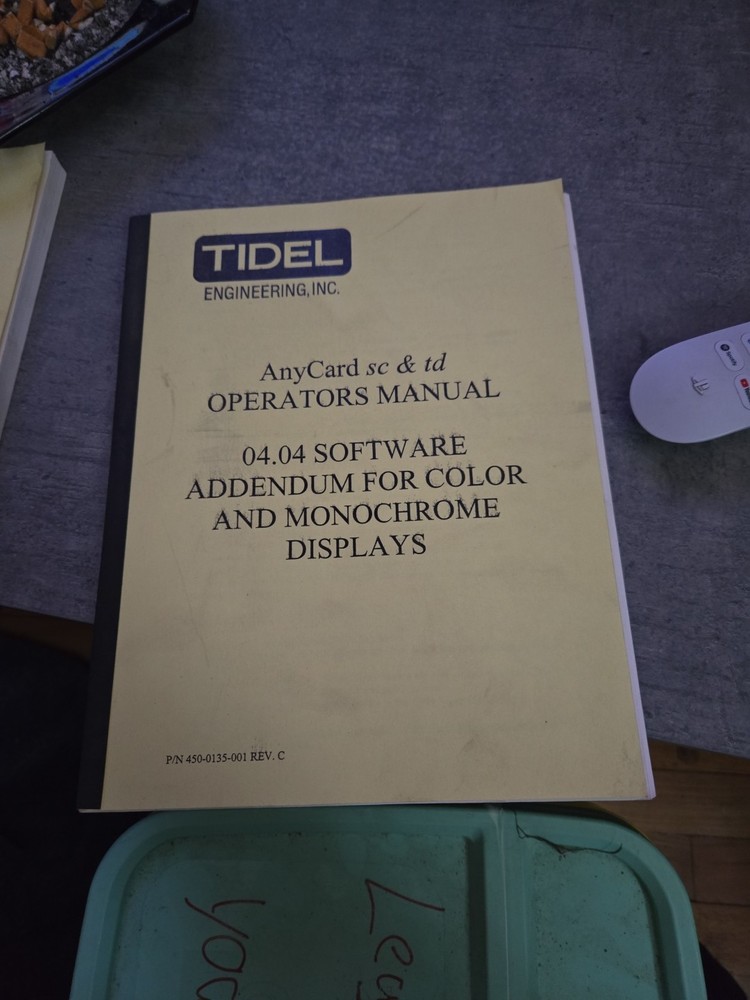 TIDEL
ENGINEERING, INC.
AnyCard sc & td
OPERATORS MANUAL
04.04 SOFTWARE
ADDENDUM FOR COLOR
AND MONOCHROME
DISPLAYS
P/N 450-0135-001 REV. C
Spotify